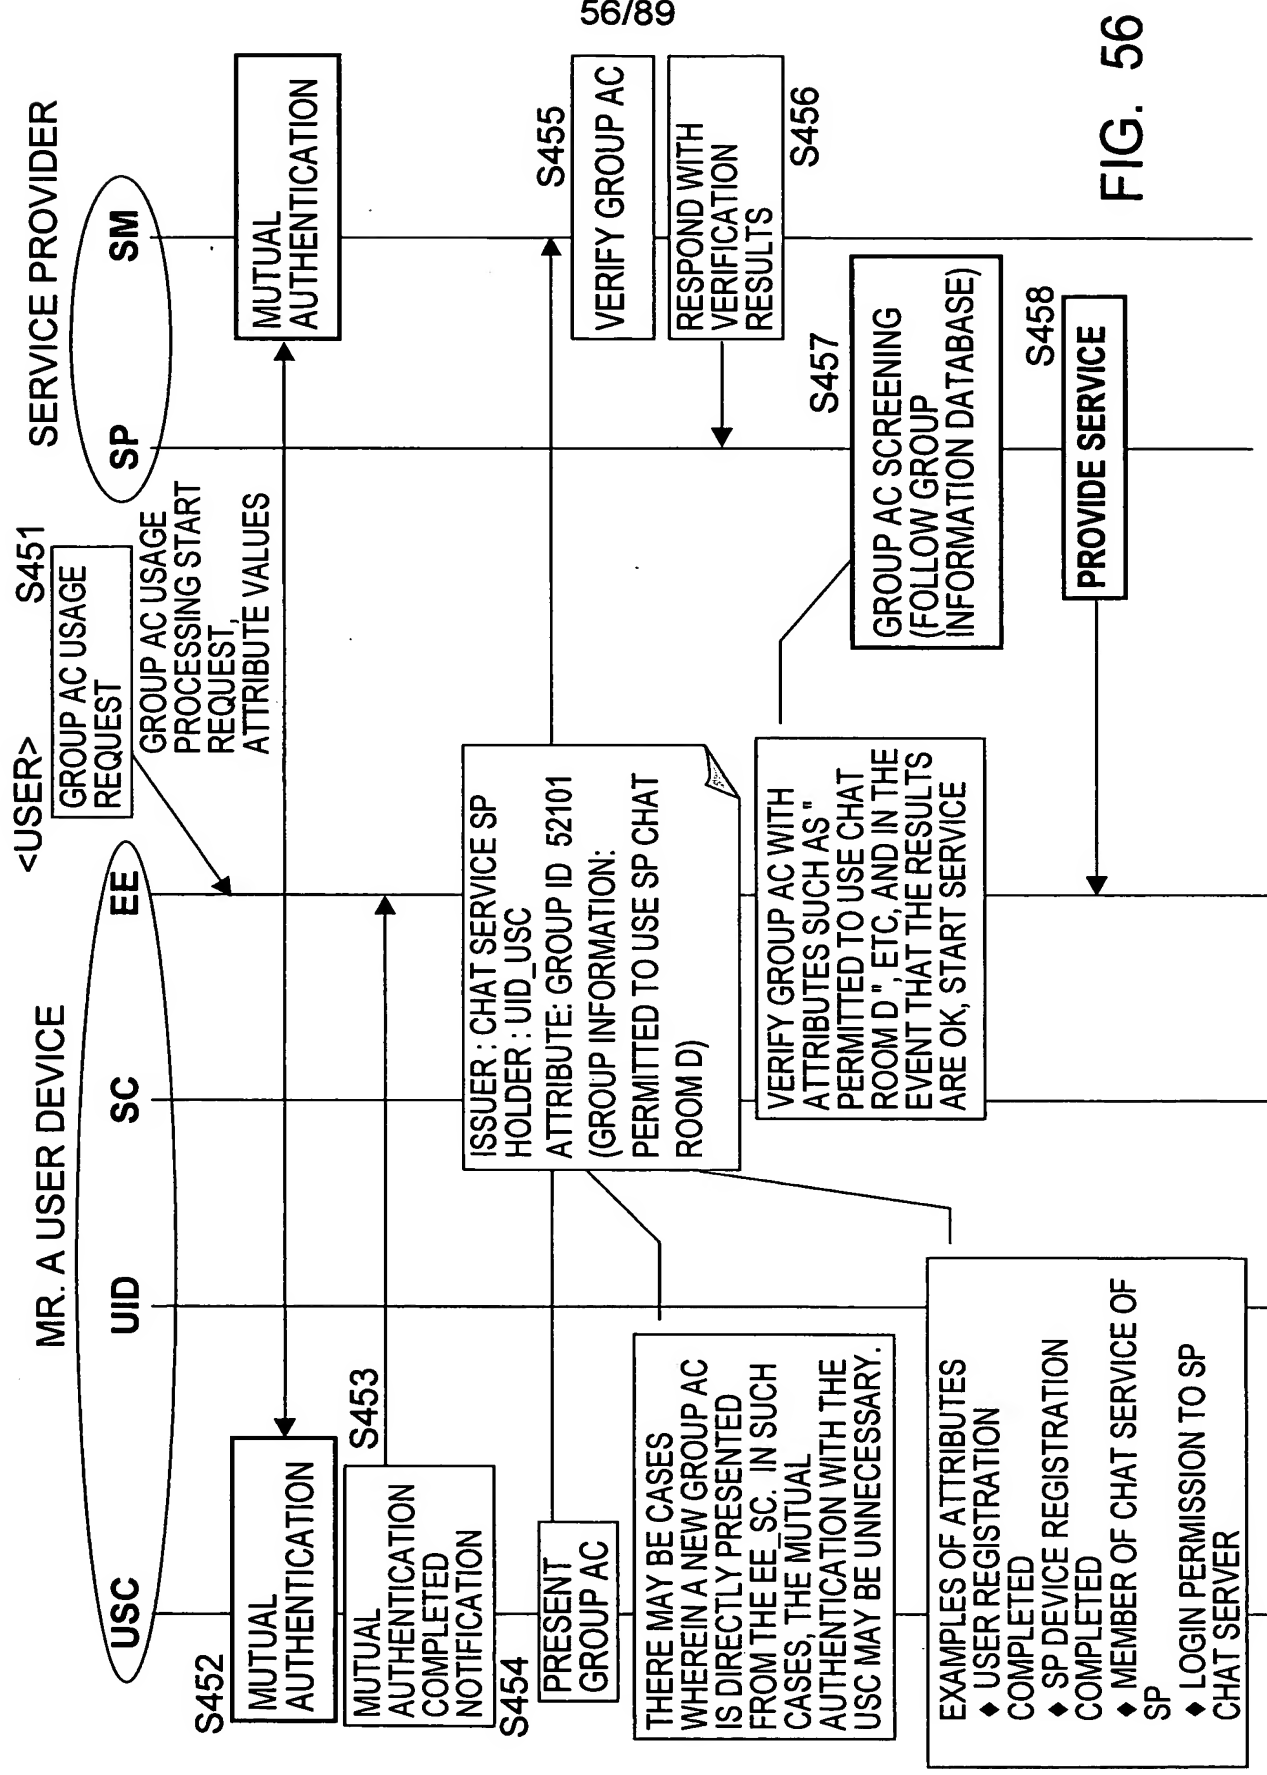 56/89
MR. A USER DEVICE
<USER>
SERVICE PROVIDER
USC
UID
SC
EE
SP
SM
S451
GROUP AC USAGE
REQUEST
GROUP AC USAGE
PROCESSING START
REQUEST,
ATTRIBUTE VALUES
S452
MUTUAL
AUTHENTICATION
MUTUAL
AUTHENTICATION
S453
MUTUAL
AUTHENTICATION
COMPLETED
NOTIFICATION
S454
PRESENT
GROUP AC
ISSUER : CHAT SERVICE SP
HOLDER : UID_USC
ATTRIBUTE: GROUP ID 52101
(GROUP INFORMATION:
PERMITTED TO USE SP CHAT
ROOM D)
S455
VERIFY GROUP AC
RESPOND WITH
VERIFICATION
RESULTS
S456
THERE MAY BE CASES
WHEREIN A NEW GROUP AC
IS DIRECTLY PRESENTED
FROM THE EE_SC. IN SUCH
CASES, THE MUTUAL
AUTHENTICATION WITH THE
USC MAY BE UNNECESSARY.
VERIFY GROUP AC WITH
ATTRIBUTES SUCH AS "
PERMITTED TO USE CHAT
ROOM D", ETC, AND IN THE
EVENT THAT THE RESULTS
ARE OK, START SERVICE
S457
GROUP AC SCREENING
(FOLLOW GROUP
INFORMATION DATABASE)
S458
PROVIDE SERVICE
EXAMPLES OF ATTRIBUTES
♦ USER REGISTRATION
COMPLETED
♦ SP DEVICE REGISTRATION
COMPLETED
♦ MEMBER OF CHAT SERVICE OF
SP
♦ LOGIN PERMISSION TO SP
CHAT SERVER
FIG. 56